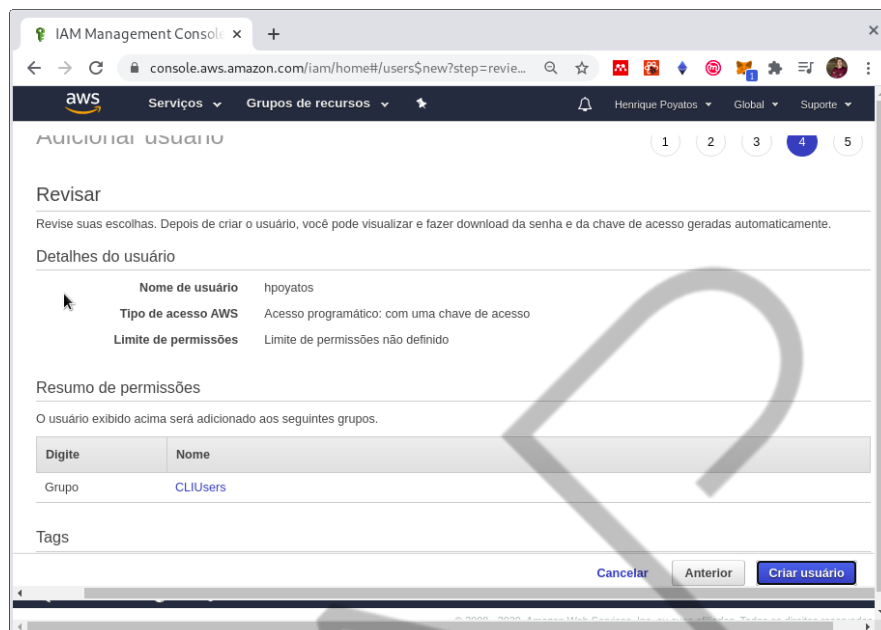 IAM Management Console
console.aws.amazon.com/iam/home#/users$new?step=revie...
1
aws Serviços Grupos de recursos Henrique Poyatos Global Suporte
Adicionar usuário
1 2 3 4 5
Revisar
Revise suas escolhas. Depois de criar o usuário, você pode visualizar e fazer download da senha e da chave de acesso geradas automaticamente.
Detalhes do usuário
Nome de usuário hpoyatos
Tipo de acesso AWS Acesso programático: com uma chave de acesso
Limite de permissões Limite de permissões não definido
Resumo de permissões
O usuário exibido acima será adicionado aos seguintes grupos.
Digite Nome
Grupo CLIUsers
Tags
Cancelar Anterior Criar usuário